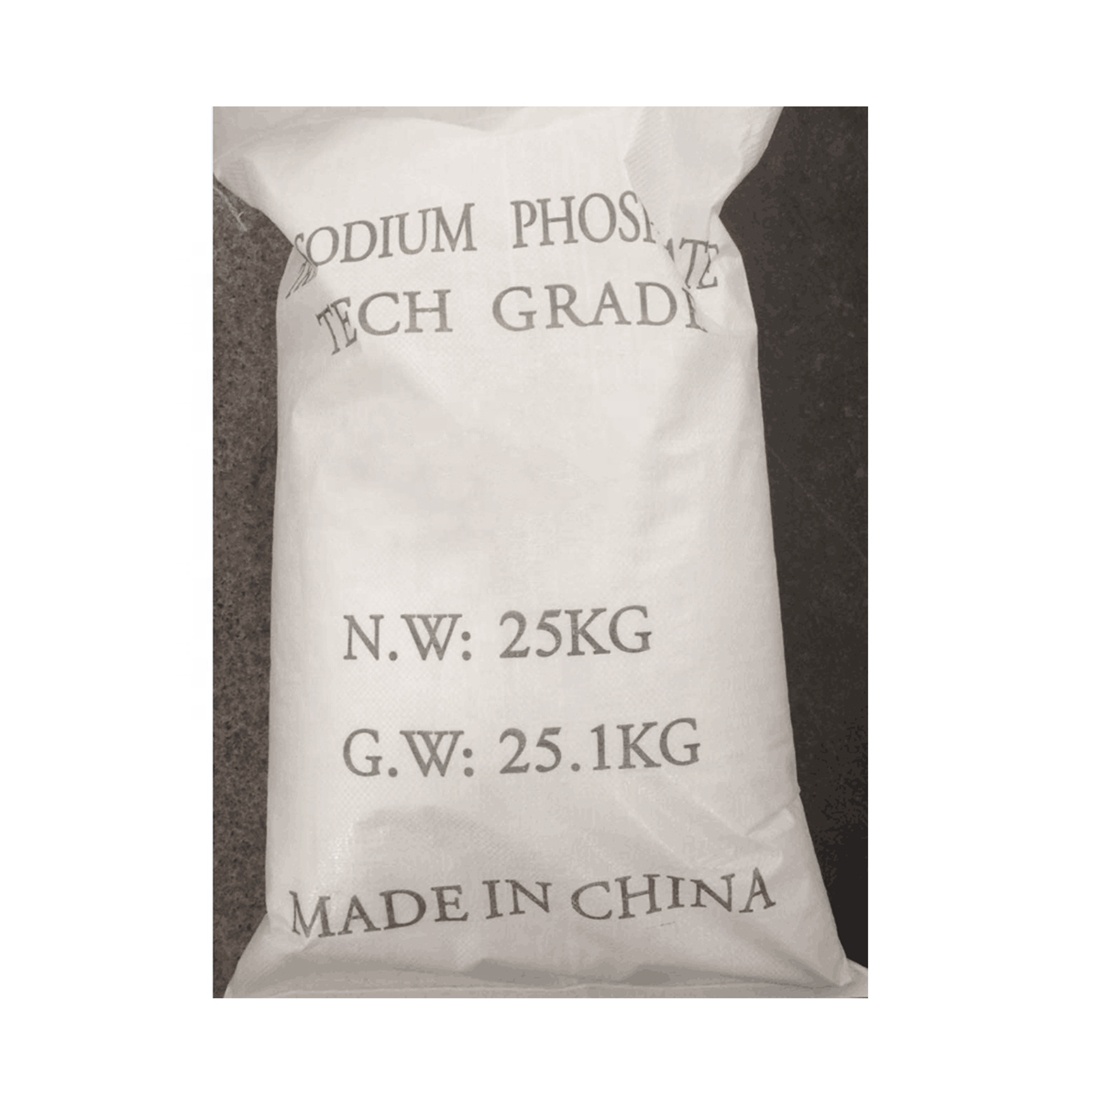 SODIUM PHOSPHATE
TECH GRADE
N.W: 25KG
G.W: 25.1KG
MADE IN CHINA